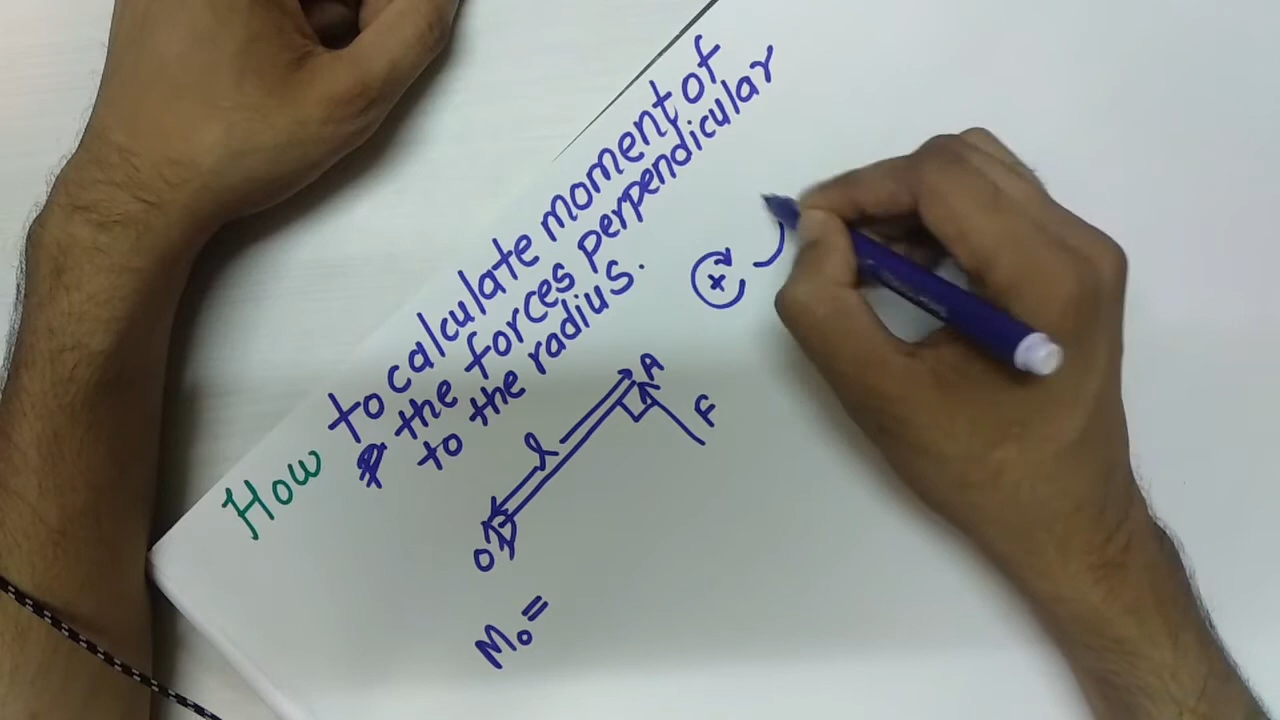 How to calculate moment of
the forces perpendicular
to the radius.
+
l
A
F
O
M₀ =